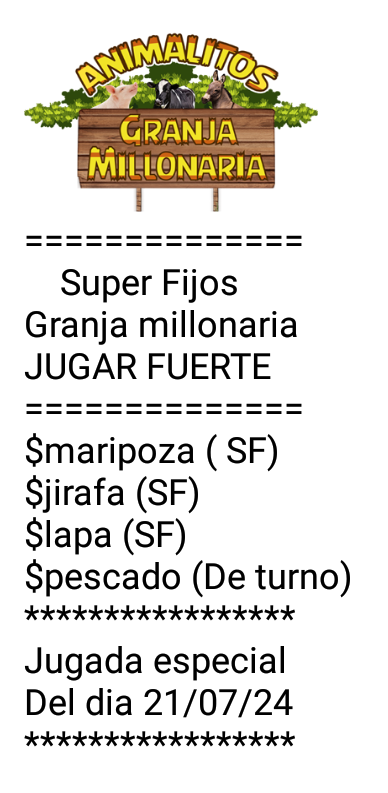 ANIMALITOS
GRANJA
MILLONARIA
==============
Super Fijos
Granja millonaria
JUGAR FUERTE
==============
$maripoza ( SF)
$jirafa (SF)
$lapa (SF)
$pescado (De turno)
*****************
Jugada especial
Del dia 21/07/24
*****************